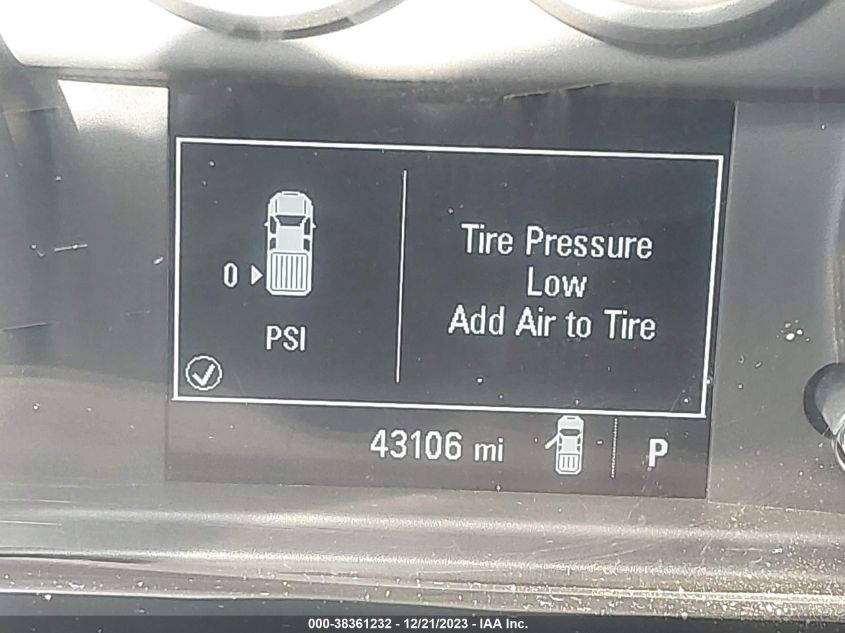 Tire Pressure
Low
Add Air to Tire
0
PSI
43106 mi
P
000-38361232 - 12/21/2023 - IAA Inc.